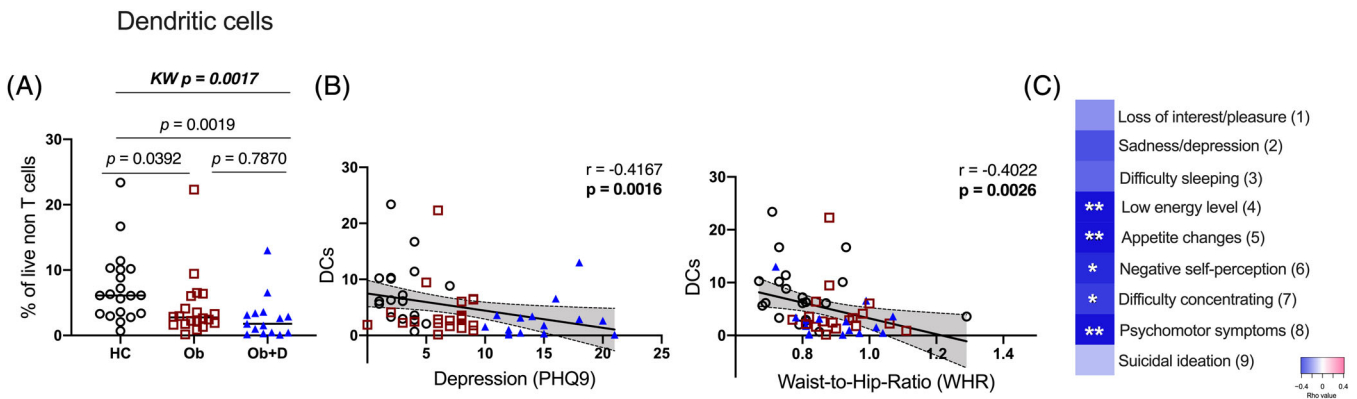 Dendritic cells
(A)
KW p = 0.0017
p = 0.0019
p = 0.0392
p = 0.7870
% of live non T cells
30
20
10
0
HC
Ob
Ob+D
(B)
r = -0.4167
p = 0.0016
DCs
30
20
10
0
5
10
15
20
25
Depression (PHQ9)
r = -0.4022
p = 0.0026
DCs
30
20
10
0
0.8
1.0
1.2
1.4
Waist-to-Hip-Ratio (WHR)
(C)
Loss of interest/pleasure (1)
Sadness/depression (2)
Difficulty sleeping (3)
** Low energy level (4)
** Appetite changes (5)
* Negative self-perception (6)
* Difficulty concentrating (7)
** Psychomotor symptoms (8)
Suicidal ideation (9)
−0.4 0 0.4
Rho value